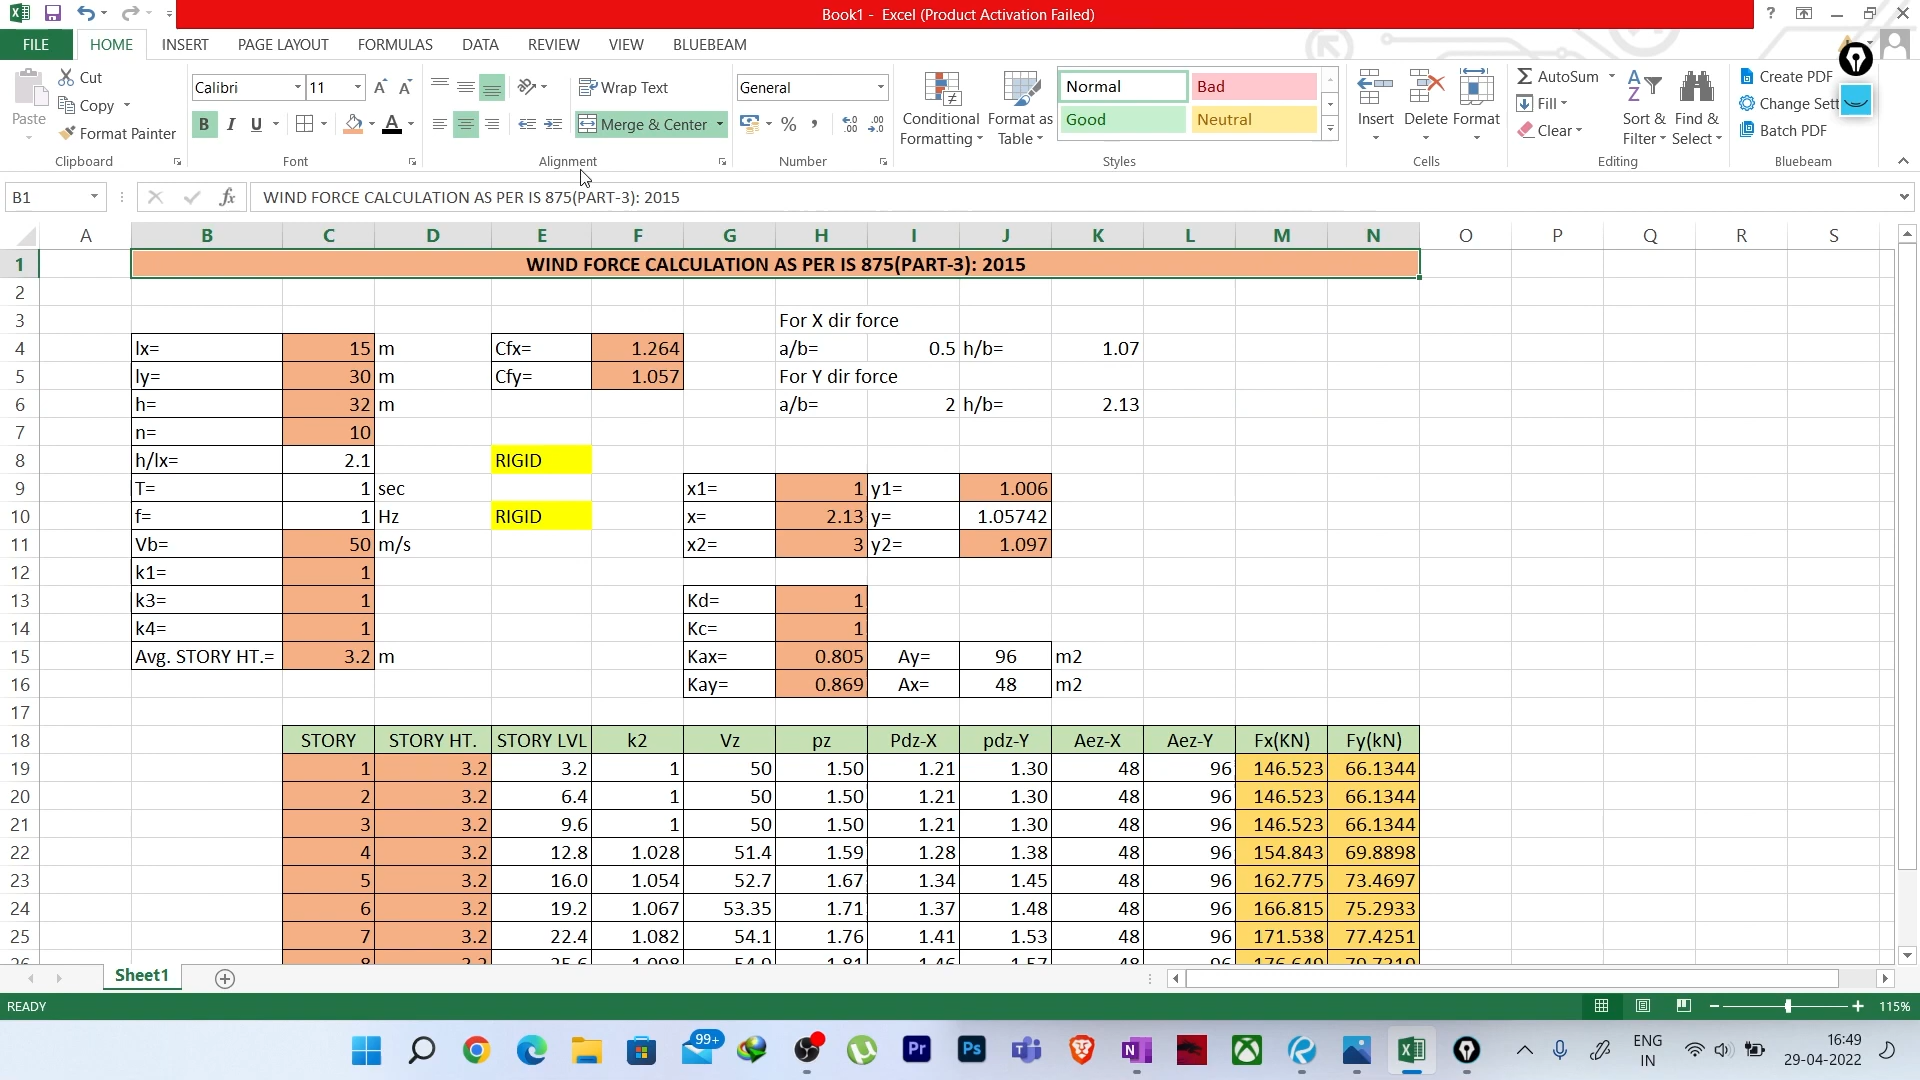 Book1 - Excel (Product Activation Failed)
FILE HOME INSERT PAGE LAYOUT FORMULAS DATA REVIEW VIEW BLUEBEAM
Paste Cut Copy Format Painter Clipboard
Calibri 11 B I U A Font
Wrap Text Merge & Center Alignment
General % Number
Conditional Formatting Format as Table Normal Bad Good Neutral Styles
Insert Delete Format Cells
AutoSum Fill Clear Sort & Filter Find & Select Editing
Create PDF Change Sett Batch PDF Bluebeam
B1 fx WIND FORCE CALCULATION AS PER IS 875(PART-3): 2015
A B C D E F G H I J K L M N O P Q R S
1 WIND FORCE CALCULATION AS PER IS 875(PART-3): 2015
2
3 For X dir force
4 lx= 15 m Cfx= 1.264 a/b= 0.5 h/b= 1.07
5 ly= 30 m Cfy= 1.057 For Y dir force
6 h= 32 m a/b= 2 h/b= 2.13
7 n= 10
8 h/lx= 2.1 RIGID
9 T= 1 sec x1= 1 y1= 1.006
10 f= 1 Hz RIGID x= 2.13 y= 1.05742
11 Vb= 50 m/s x2= 3 y2= 1.097
12 k1= 1
13 k3= 1 Kd= 1
14 k4= 1 Kc= 1
15 Avg. STORY HT.= 3.2 m Kax= 0.805 Ay= 96 m2
16 Kay= 0.869 Ax= 48 m2
17
18 STORY STORY HT. STORY LVL k2 Vz pz Pdz-X pdz-Y Aez-X Aez-Y Fx(KN) Fy(kN)
19 1 3.2 3.2 1 50 1.50 1.21 1.30 48 96 146.523 66.1344
20 2 3.2 6.4 1 50 1.50 1.21 1.30 48 96 146.523 66.1344
21 3 3.2 9.6 1 50 1.50 1.21 1.30 48 96 146.523 66.1344
22 4 3.2 12.8 1.028 51.4 1.59 1.28 1.38 48 96 154.843 69.8898
23 5 3.2 16.0 1.054 52.7 1.67 1.34 1.45 48 96 162.775 73.4697
24 6 3.2 19.2 1.067 53.35 1.71 1.37 1.48 48 96 166.815 75.2933
25 7 3.2 22.4 1.082 54.1 1.76 1.41 1.53 48 96 171.538 77.4251
Sheet1
READY 115%
99+ Pr Ps ENG IN 16:49 29-04-2022